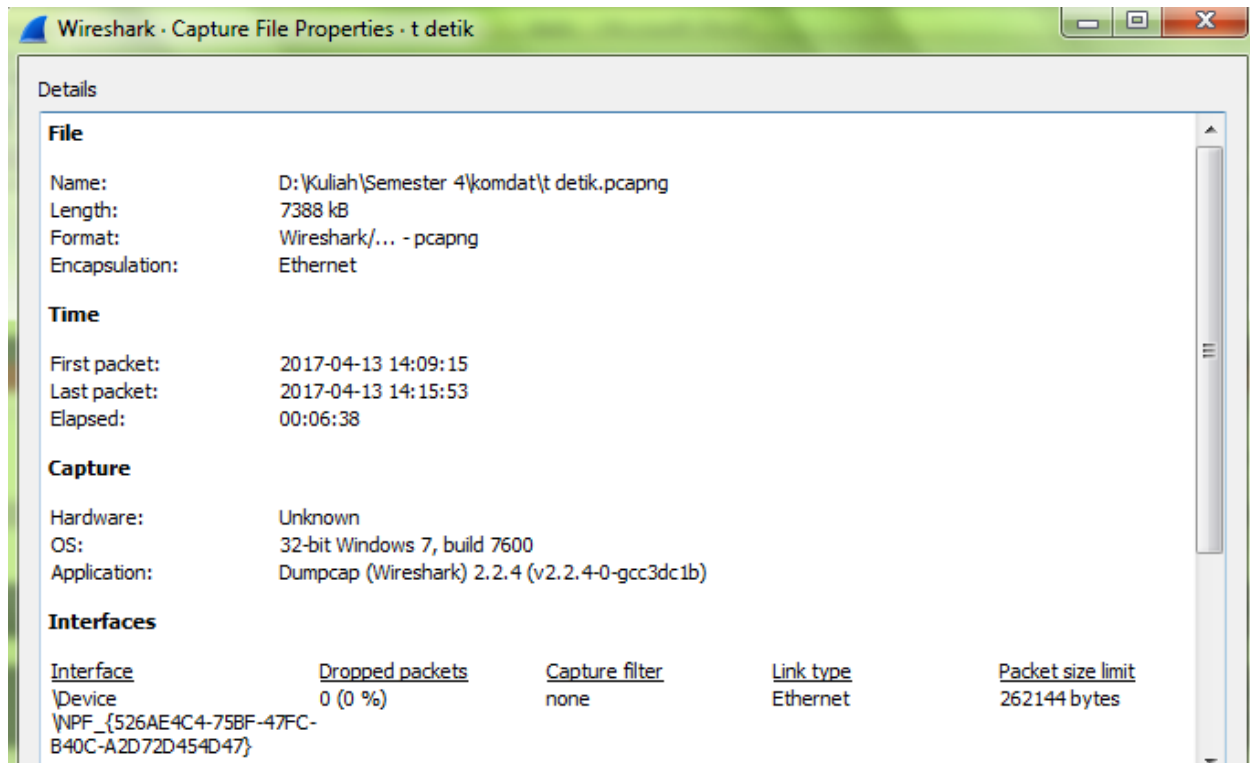 Wireshark · Capture File Properties · t detik
Details
File
Name: D:\Kuliah\Semester 4\komdat\t detik.pcapng
Length: 7388 kB
Format: Wireshark/... - pcapng
Encapsulation: Ethernet
Time
First packet: 2017-04-13 14:09:15
Last packet: 2017-04-13 14:15:53
Elapsed: 00:06:38
Capture
Hardware: Unknown
OS: 32-bit Windows 7, build 7600
Application: Dumpcap (Wireshark) 2.2.4 (v2.2.4-0-gcc3dc1b)
Interfaces
Interface Dropped packets Capture filter Link type Packet size limit
\Device 0 (0 %) none Ethernet 262144 bytes
\NPF_{526AE4C4-75BF-47FC-
B40C-A2D72D454D47}